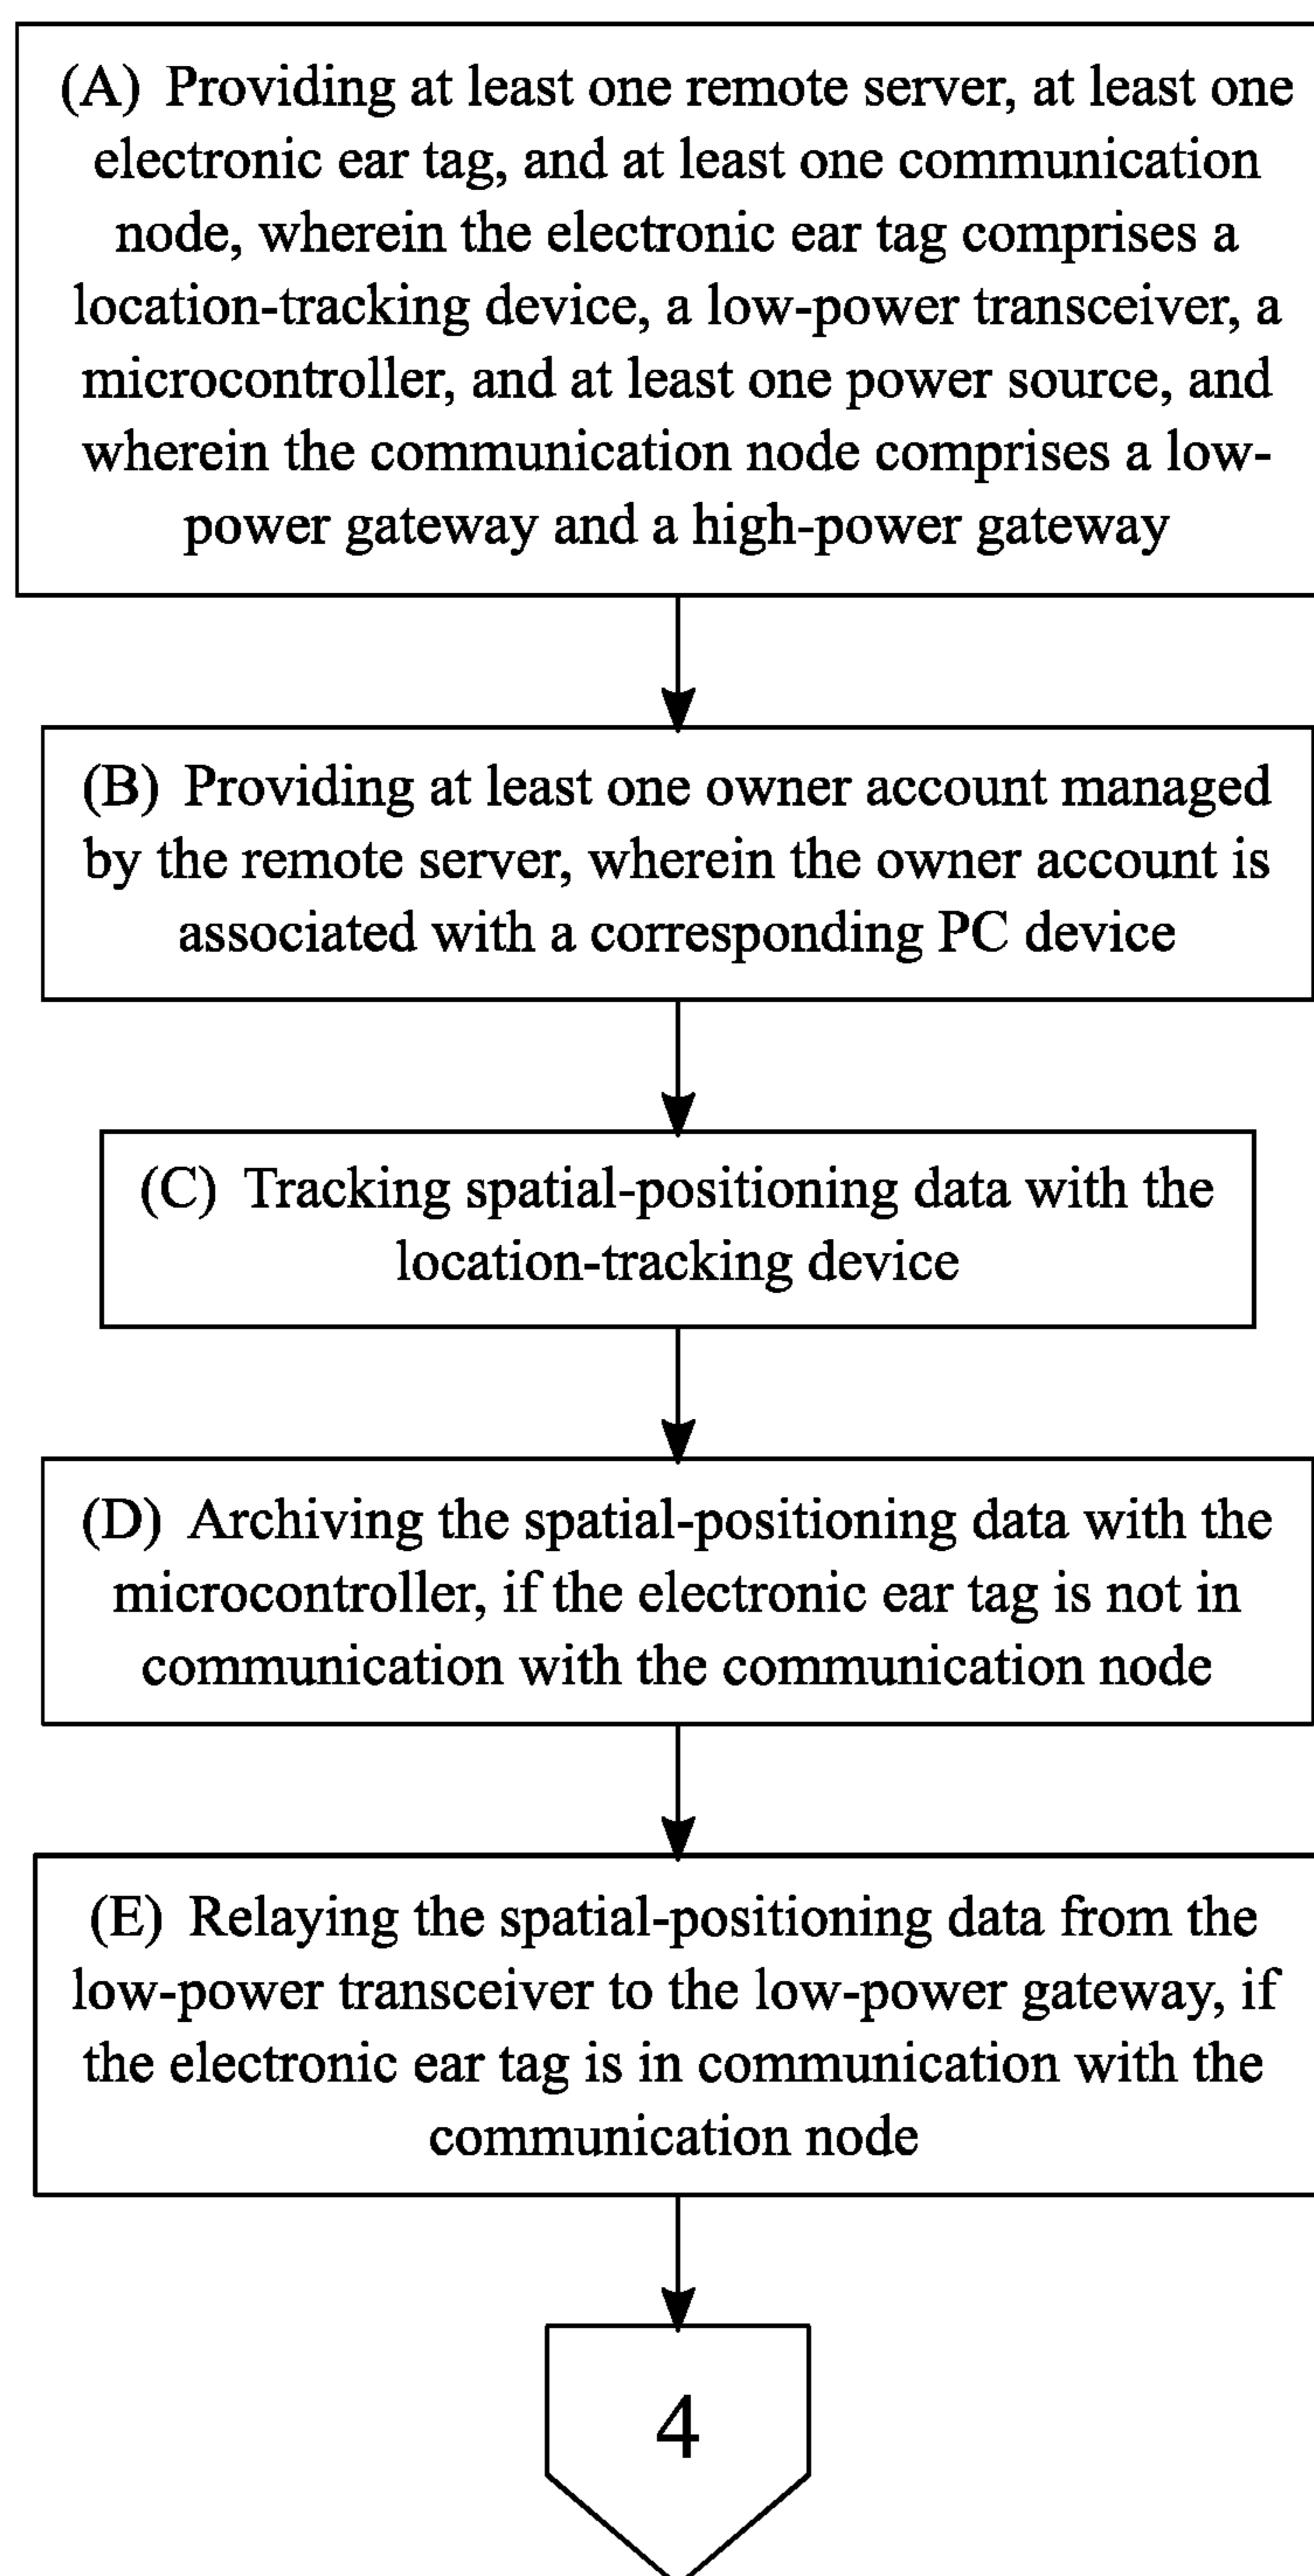 (A) Providing at least one remote server, at least one
electronic ear tag, and at least one communication
node, wherein the electronic ear tag comprises a
location-tracking device, a low-power transceiver, a
microcontroller, and at least one power source, and
wherein the communication node comprises a low-
power gateway and a high-power gateway
(B) Providing at least one owner account managed
by the remote server, wherein the owner account is
associated with a corresponding PC device
(C) Tracking spatial-positioning data with the
location-tracking device
(D) Archiving the spatial-positioning data with the
microcontroller, if the electronic ear tag is not in
communication with the communication node
(E) Relaying the spatial-positioning data from the
low-power transceiver to the low-power gateway, if
the electronic ear tag is in communication with the
communication node
4